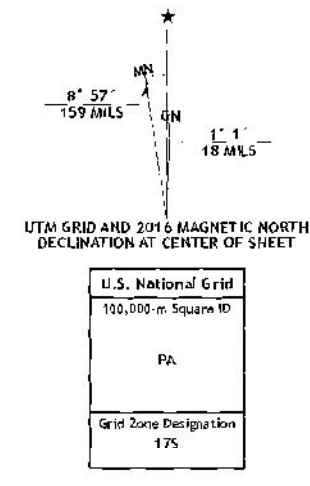 ★
MN
8° 57´
159 MILS
GN
1° 1´
18 MILS
UTM GRID AND 2016 MAGNETIC NORTH
DECLINATION AT CENTER OF SHEET
U.S. National Grid
100,000-m Square ID
PA
Grid Zone Designation
17S